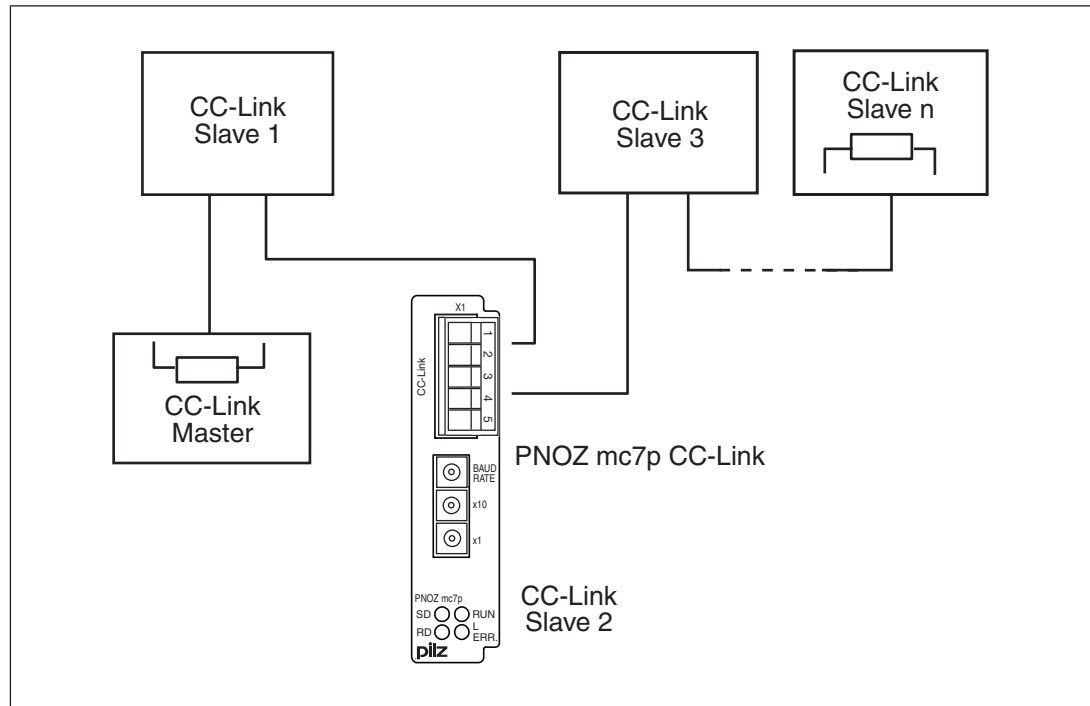 CC-Link
Slave 1
CC-Link
Slave 3
CC-Link
Slave n
CC-Link
Master
X1
CC-Link
1
2
3
4
5
PNOZ mc7p CC-Link
BAUD
RATE
x10
x1
CC-Link
Slave 2
PNOZ mc7p
SD RUN
RD L
ERR.
pilz